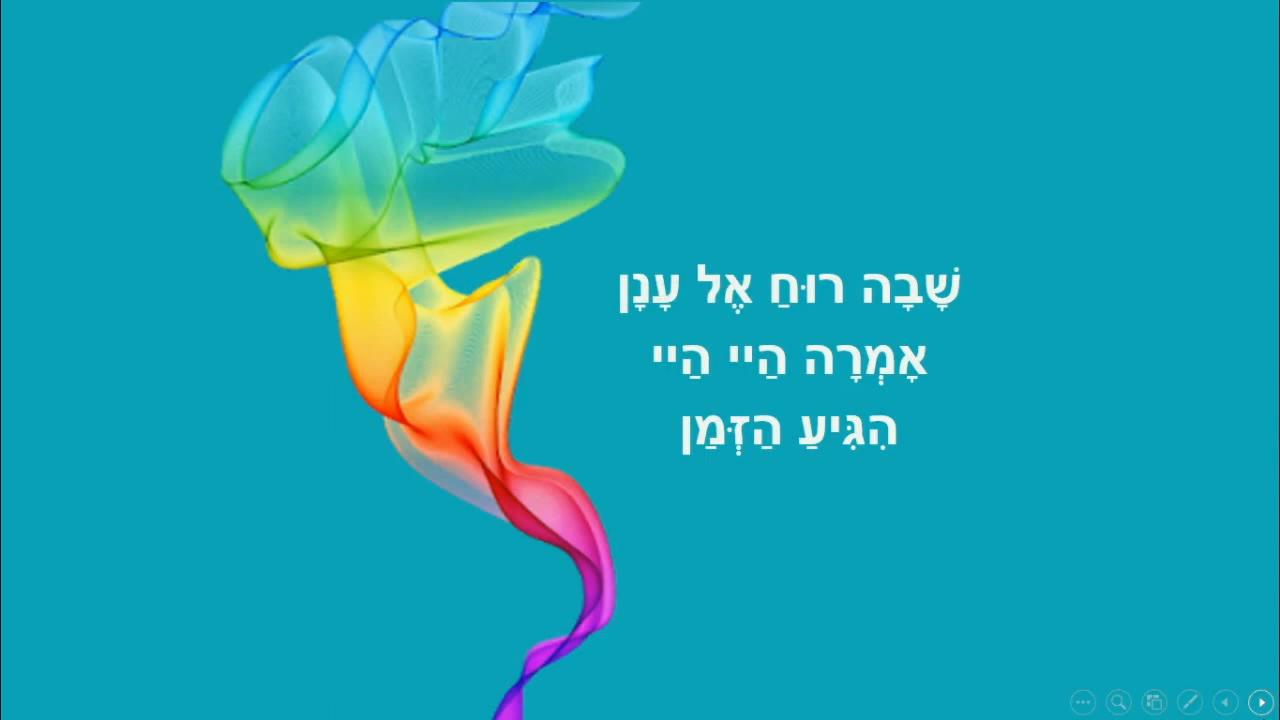 שָׁבָה רוּחַ אֶל עָנָן
אָמְרָה הַיי הַיי
הִגִּיעַ הַזְּמַן